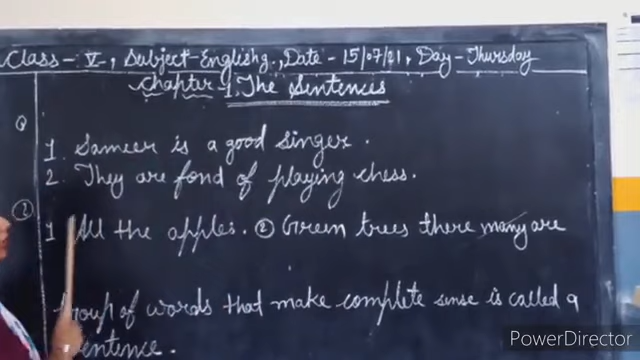 Class - V, Subject - English g., Date - 15/07/21, Day - Thursday
Chapter - 1. The Sentences
Q
1. Sameer is a good singer.
2. They are fond of playing chess.
②
1 All the apples. ② Green trees there many are
group of words that make complete sense is called a
sentence.
PowerDirector